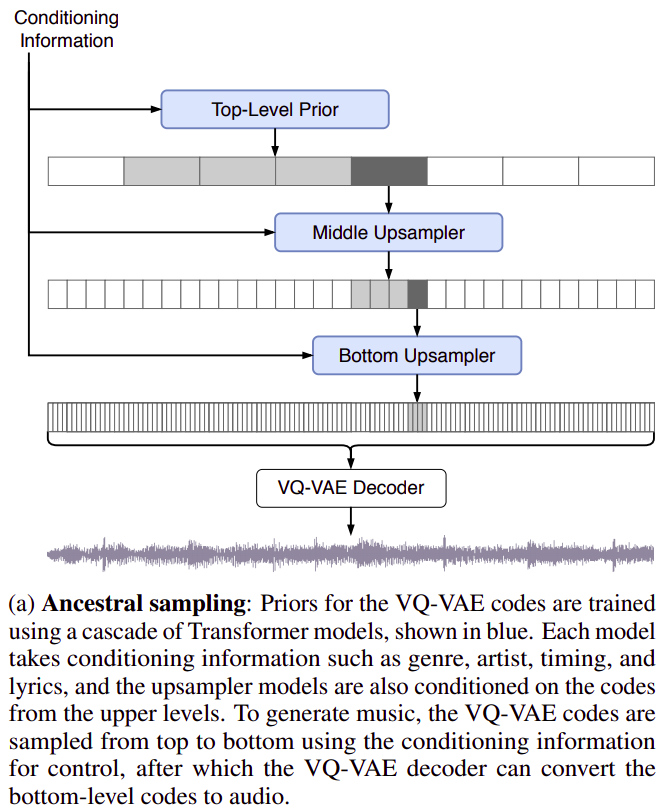 Conditioning
Information
Top-Level Prior
Middle Upsampler
Bottom Upsampler
VQ-VAE Decoder
(a) Ancestral sampling: Priors for the VQ-VAE codes are trained
using a cascade of Transformer models, shown in blue. Each model
takes conditioning information such as genre, artist, timing, and
lyrics, and the upsampler models are also conditioned on the codes
from the upper levels. To generate music, the VQ-VAE codes are
sampled from top to bottom using the conditioning information
for control, after which the VQ-VAE decoder can convert the
bottom-level codes to audio.